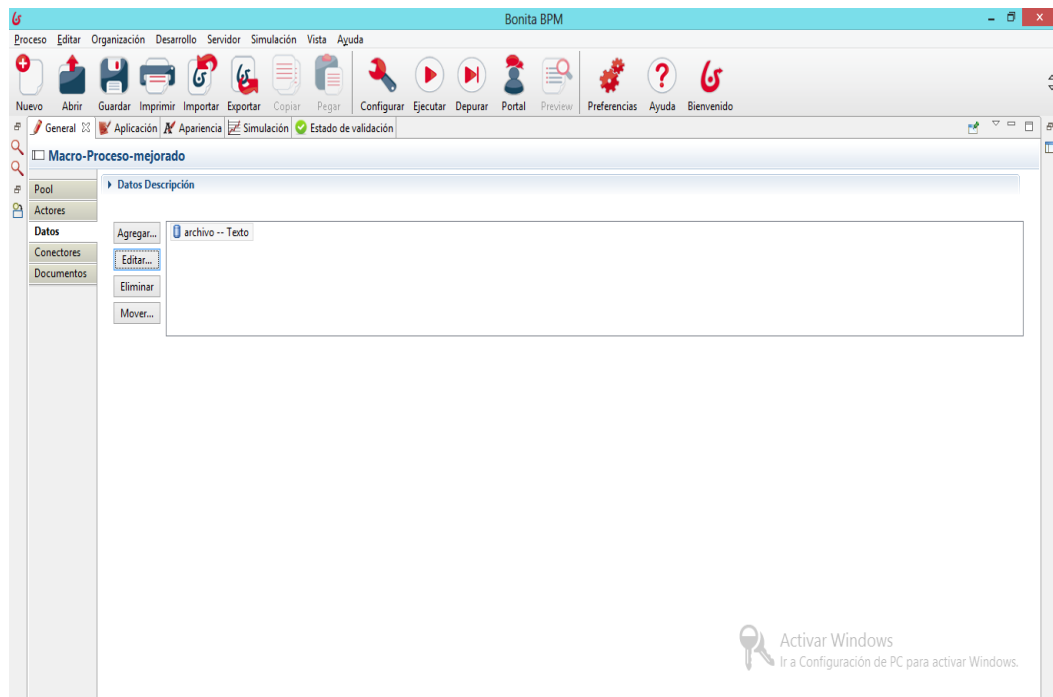 Bonita BPM
Proceso Editar Organización Desarrollo Servidor Simulación Vista Ayuda
Nuevo Abrir Guardar Imprimir Importar Exportar Copiar Pegar Configurar Ejecutar Depurar Portal Preview Preferencias Ayuda Bienvenido
General Aplicación Apariencia Simulación Estado de validación
Macro-Proceso-mejorado
Pool
Actores
Datos
Conectores
Documentos
Datos Descripción
Agregar...
Editar...
Eliminar
Mover...
archivo -- Texto
Activar Windows
Ir a Configuración de PC para activar Windows.